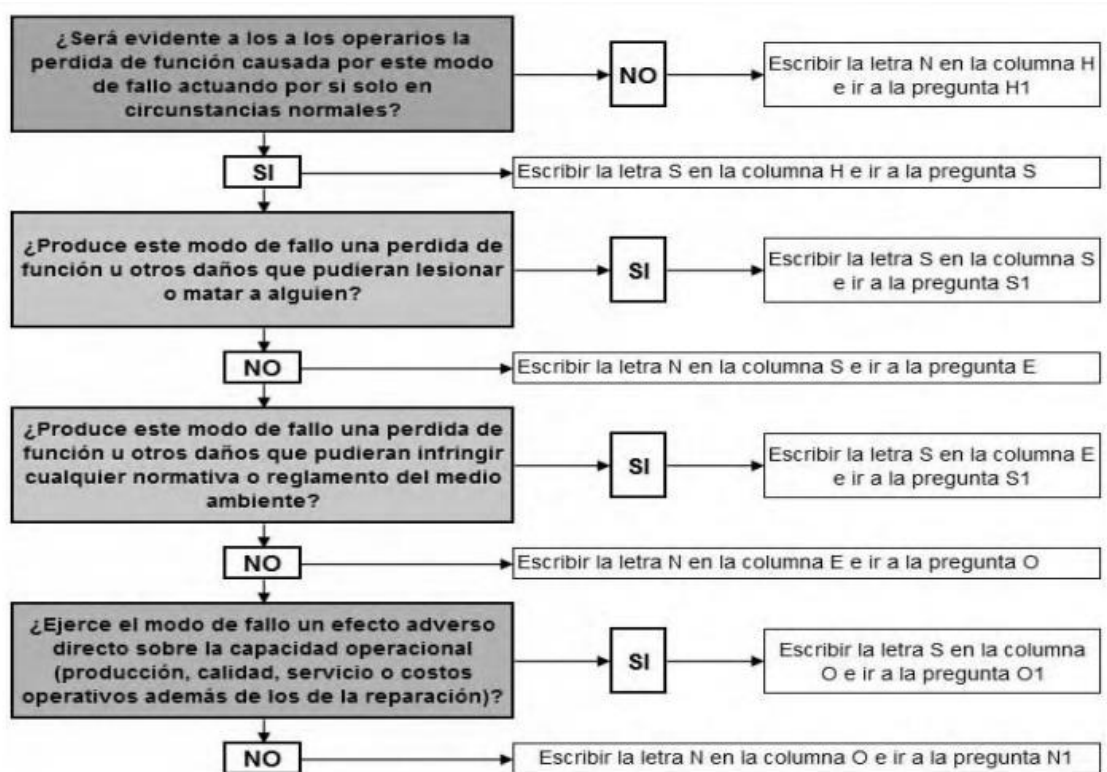 ¿Será evidente a los a los operarios la
perdida de función causada por este modo
de fallo actuando por si solo en
circunstancias normales?
NO
Escribir la letra N en la columna H
e ir a la pregunta H1
SI
Escribir la letra S en la columna H e ir a la pregunta S
¿Produce este modo de fallo una perdida de
función u otros daños que pudieran lesionar
o matar a alguien?
SI
Escribir la letra S en la columna S
e ir a la pregunta S1
NO
Escribir la letra N en la columna S e ir a la pregunta E
¿Produce este modo de fallo una perdida de
función u otros daños que pudieran infringir
cualquier normativa o reglamento del medio
ambiente?
SI
Escribir la letra S en la columna E
e ir a la pregunta S1
NO
Escribir la letra N en la columna E e ir a la pregunta O
¿Ejerce el modo de fallo un efecto adverso
directo sobre la capacidad operacional
(producción, calidad, servicio o costos
operativos además de los de la reparación)?
SI
Escribir la letra S en la columna
O e ir a la pregunta O1
NO
Escribir la letra N en la columna O e ir a la pregunta N1